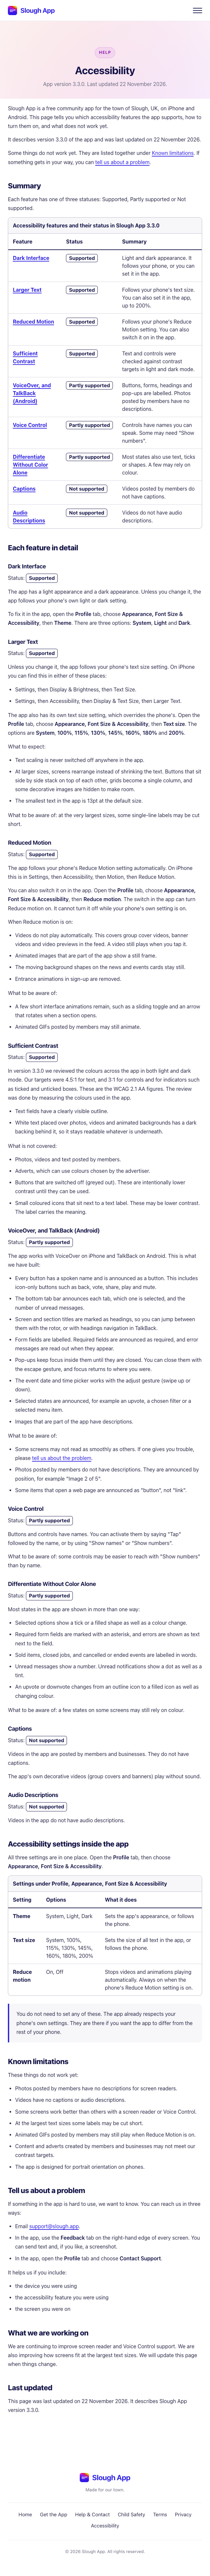 Slough App
HELP
Accessibility
App version 3.3.0. Last updated 22 November 2026.
Slough App is a free community app for the town of Slough, UK, on iPhone and
Android. This page tells you which accessibility features the app supports, how to
turn them on, and what does not work yet.
It describes version 3.3.0 of the app and was last updated on 22 November 2026.
Some things do not work yet. They are listed together under Known limitations. If
something gets in your way, you can tell us about a problem.
Summary
Each feature has one of three statuses: Supported, Partly supported or Not
supported.
Accessibility features and their status in Slough App 3.3.0
Feature Status Summary
Dark Interface Supported Light and dark appearance. It
follows your phone, or you can
set it in the app.
Larger Text Supported Follows your phone's text size.
You can also set it in the app,
up to 200%.
Reduced Motion Supported Follows your phone's Reduce
Motion setting. You can also
switch it on in the app.
Sufficient
Contrast Supported Text and controls were
checked against contrast
targets in light and dark mode.
VoiceOver, and
TalkBack
(Android) Partly supported Buttons, forms, headings and
pop-ups are labelled. Photos
posted by members have no
descriptions.
Voice Control Partly supported Controls have names you can
speak. Some may need "Show
numbers".
Differentiate
Without Color
Alone Partly supported Most states also use text, ticks
or shapes. A few may rely on
colour.
Captions Not supported Videos posted by members do
not have captions.
Audio
Descriptions Not supported Videos do not have audio
descriptions.
Each feature in detail
Dark Interface
Status: Supported
The app has a light appearance and a dark appearance. Unless you change it, the
app follows your phone's own light or dark setting.
To fix it in the app, open the Profile tab, choose Appearance, Font Size &
Accessibility, then Theme. There are three options: System, Light and Dark.
Larger Text
Status: Supported
Unless you change it, the app follows your phone's text size setting. On iPhone
you can find this in either of these places:
• Settings, then Display & Brightness, then Text Size.
• Settings, then Accessibility, then Display & Text Size, then Larger Text.
The app also has its own text size setting, which overrides the phone's. Open the
Profile tab, choose Appearance, Font Size & Accessibility, then Text size. The
options are System, 100%, 115%, 130%, 145%, 160%, 180% and 200%.
What to expect:
• Text scaling is never switched off anywhere in the app.
• At larger sizes, screens rearrange instead of shrinking the text. Buttons that sit
side by side stack on top of each other, grids become a single column, and
some decorative images are hidden to make room.
• The smallest text in the app is 13pt at the default size.
What to be aware of: at the very largest sizes, some single-line labels may be cut
short.
Reduced Motion
Status: Supported
The app follows your phone's Reduce Motion setting automatically. On iPhone
this is in Settings, then Accessibility, then Motion, then Reduce Motion.
You can also switch it on in the app. Open the Profile tab, choose Appearance,
Font Size & Accessibility, then Reduce motion. The switch in the app can turn
Reduce motion on. It cannot turn it off while your phone's own setting is on.
When Reduce motion is on:
• Videos do not play automatically. This covers group cover videos, banner
videos and video previews in the feed. A video still plays when you tap it.
• Animated images that are part of the app show a still frame.
• The moving background shapes on the news and events cards stay still.
• Entrance animations in sign-up are removed.
What to be aware of:
• A few short interface animations remain, such as a sliding toggle and an arrow
that rotates when a section opens.
• Animated GIFs posted by members may still animate.
Sufficient Contrast
Status: Supported
In version 3.3.0 we reviewed the colours across the app in both light and dark
mode. Our targets were 4.5:1 for text, and 3:1 for controls and for indicators such
as ticked and unticked boxes. These are the WCAG 2.1 AA figures. The review
was done by measuring the colours used in the app.
• Text fields have a clearly visible outline.
• White text placed over photos, videos and animated backgrounds has a dark
backing behind it, so it stays readable whatever is underneath.
What is not covered:
• Photos, videos and text posted by members.
• Adverts, which can use colours chosen by the advertiser.
• Buttons that are switched off (greyed out). These are intentionally lower
contrast until they can be used.
• Small coloured icons that sit next to a text label. These may be lower contrast.
The label carries the meaning.
VoiceOver, and TalkBack (Android)
Status: Partly supported
The app works with VoiceOver on iPhone and TalkBack on Android. This is what
we have built:
• Every button has a spoken name and is announced as a button. This includes
icon-only buttons such as back, vote, share, play and mute.
• The bottom tab bar announces each tab, which one is selected, and the
number of unread messages.
• Screen and section titles are marked as headings, so you can jump between
them with the rotor, or with headings navigation in TalkBack.
• Form fields are labelled. Required fields are announced as required, and error
messages are read out when they appear.
• Pop-ups keep focus inside them until they are closed. You can close them with
the escape gesture, and focus returns to where you were.
• The event date and time picker works with the adjust gesture (swipe up or
down).
• Selected states are announced, for example an upvote, a chosen filter or a
selected menu item.
• Images that are part of the app have descriptions.
What to be aware of:
• Some screens may not read as smoothly as others. If one gives you trouble,
please tell us about the problem.
• Photos posted by members do not have descriptions. They are announced by
position, for example "Image 2 of 5".
• Some items that open a web page are announced as "button", not "link".
Voice Control
Status: Partly supported
Buttons and controls have names. You can activate them by saying "Tap"
followed by the name, or by using "Show names" or "Show numbers".
What to be aware of: some controls may be easier to reach with "Show numbers"
than by name.
Differentiate Without Color Alone
Status: Partly supported
Most states in the app are shown in more than one way:
• Selected options show a tick or a filled shape as well as a colour change.
• Required form fields are marked with an asterisk, and errors are shown as text
next to the field.
• Sold items, closed jobs, and cancelled or ended events are labelled in words.
• Unread messages show a number. Unread notifications show a dot as well as a
tint.
• An upvote or downvote changes from an outline icon to a filled icon as well as
changing colour.
What to be aware of: a few states on some screens may still rely on colour.
Captions
Status: Not supported
Videos in the app are posted by members and businesses. They do not have
captions.
The app's own decorative videos (group covers and banners) play without sound.
Audio Descriptions
Status: Not supported
Videos in the app do not have audio descriptions.
Accessibility settings inside the app
All three settings are in one place. Open the Profile tab, then choose
Appearance, Font Size & Accessibility.
Settings under Profile, Appearance, Font Size & Accessibility
Setting Options What it does
Theme System, Light, Dark Sets the app's appearance, or follows
the phone.
Text size System, 100%,
115%, 130%, 145%,
160%, 180%, 200% Sets the size of all text in the app, or
follows the phone.
Reduce
motion On, Off Stops videos and animations playing
automatically. Always on when the
phone's Reduce Motion setting is on.
You do not need to set any of these. The app already respects your
phone's own settings. They are there if you want the app to differ from the
rest of your phone.
Known limitations
These things do not work yet:
• Photos posted by members have no descriptions for screen readers.
• Videos have no captions or audio descriptions.
• Some screens work better than others with a screen reader or Voice Control.
• At the largest text sizes some labels may be cut short.
• Animated GIFs posted by members may still play when Reduce Motion is on.
• Content and adverts created by members and businesses may not meet our
contrast targets.
• The app is designed for portrait orientation on phones.
Tell us about a problem
If something in the app is hard to use, we want to know. You can reach us in three
ways:
• Email support@slough.app.
• In the app, use the Feedback tab on the right-hand edge of every screen. You
can send text and, if you like, a screenshot.
• In the app, open the Profile tab and choose Contact Support.
It helps us if you include:
• the device you were using
• the accessibility feature you were using
• the screen you were on
What we are working on
We are continuing to improve screen reader and Voice Control support. We are
also improving how screens fit at the largest text sizes. We will update this page
when things change.
Last updated
This page was last updated on 22 November 2026. It describes Slough App
version 3.3.0.
Slough App
Made for our town.
Home Get the App Help & Contact Child Safety Terms Privacy
Accessibility
© 2026 Slough App. All rights reserved.